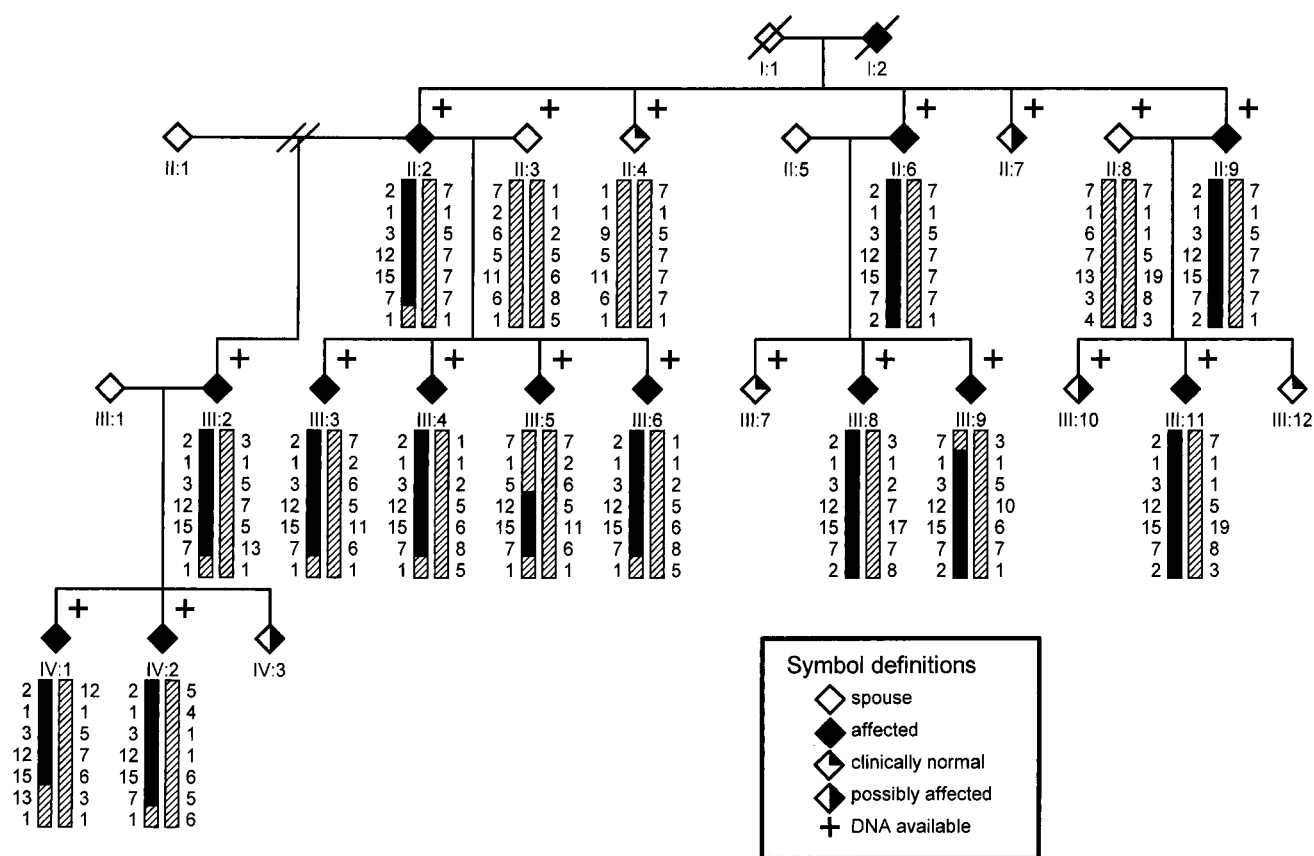 I:1 I:2
+ + + + + + +
II:1 II:2 II:3 II:4 II:5 II:6 II:7 II:8 II:9
2 7 7 1 1 7 2 7 7 7 2 7
1 1 2 1 1 1 1 1 1 1 1 1
3 5 6 2 9 5 3 5 6 1 3 5
12 7 5 5 5 7 12 7 7 5 12 7
15 7 11 6 11 7 15 7 13 19 15 7
7 7 6 8 6 7 7 7 3 8 7 7
1 1 1 5 1 1 2 1 4 3 2 1
+ + + + + + + + + +
III:1 III:2 III:3 III:4 III:5 III:6 III:7 III:8 III:9 III:10 III:11 III:12
2 3 2 7 2 1 7 7 2 1 2 3 7 3 2 7
1 1 1 2 1 1 1 2 1 1 1 1 1 1 1 1
3 5 3 6 3 2 5 6 3 2 3 2 3 5 3 1
12 7 12 5 12 5 12 5 12 5 12 7 12 10 12 5
15 5 15 11 15 6 15 11 15 6 15 17 15 6 15 19
7 13 7 6 7 8 7 6 7 8 7 7 7 7 7 8
1 1 1 1 1 5 1 1 1 5 2 8 2 1 2 3
+ +
IV:1 IV:2 IV:3
2 12 2 5
1 1 1 4
3 5 3 1
12 7 12 1
15 6 15 6
13 3 7 5
1 1 1 6
Symbol definitions
spouse
affected
clinically normal
possibly affected
+ DNA available